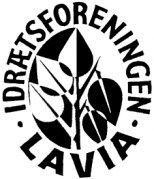 · IDRÆTSFORENINGEN ·
LAVIA